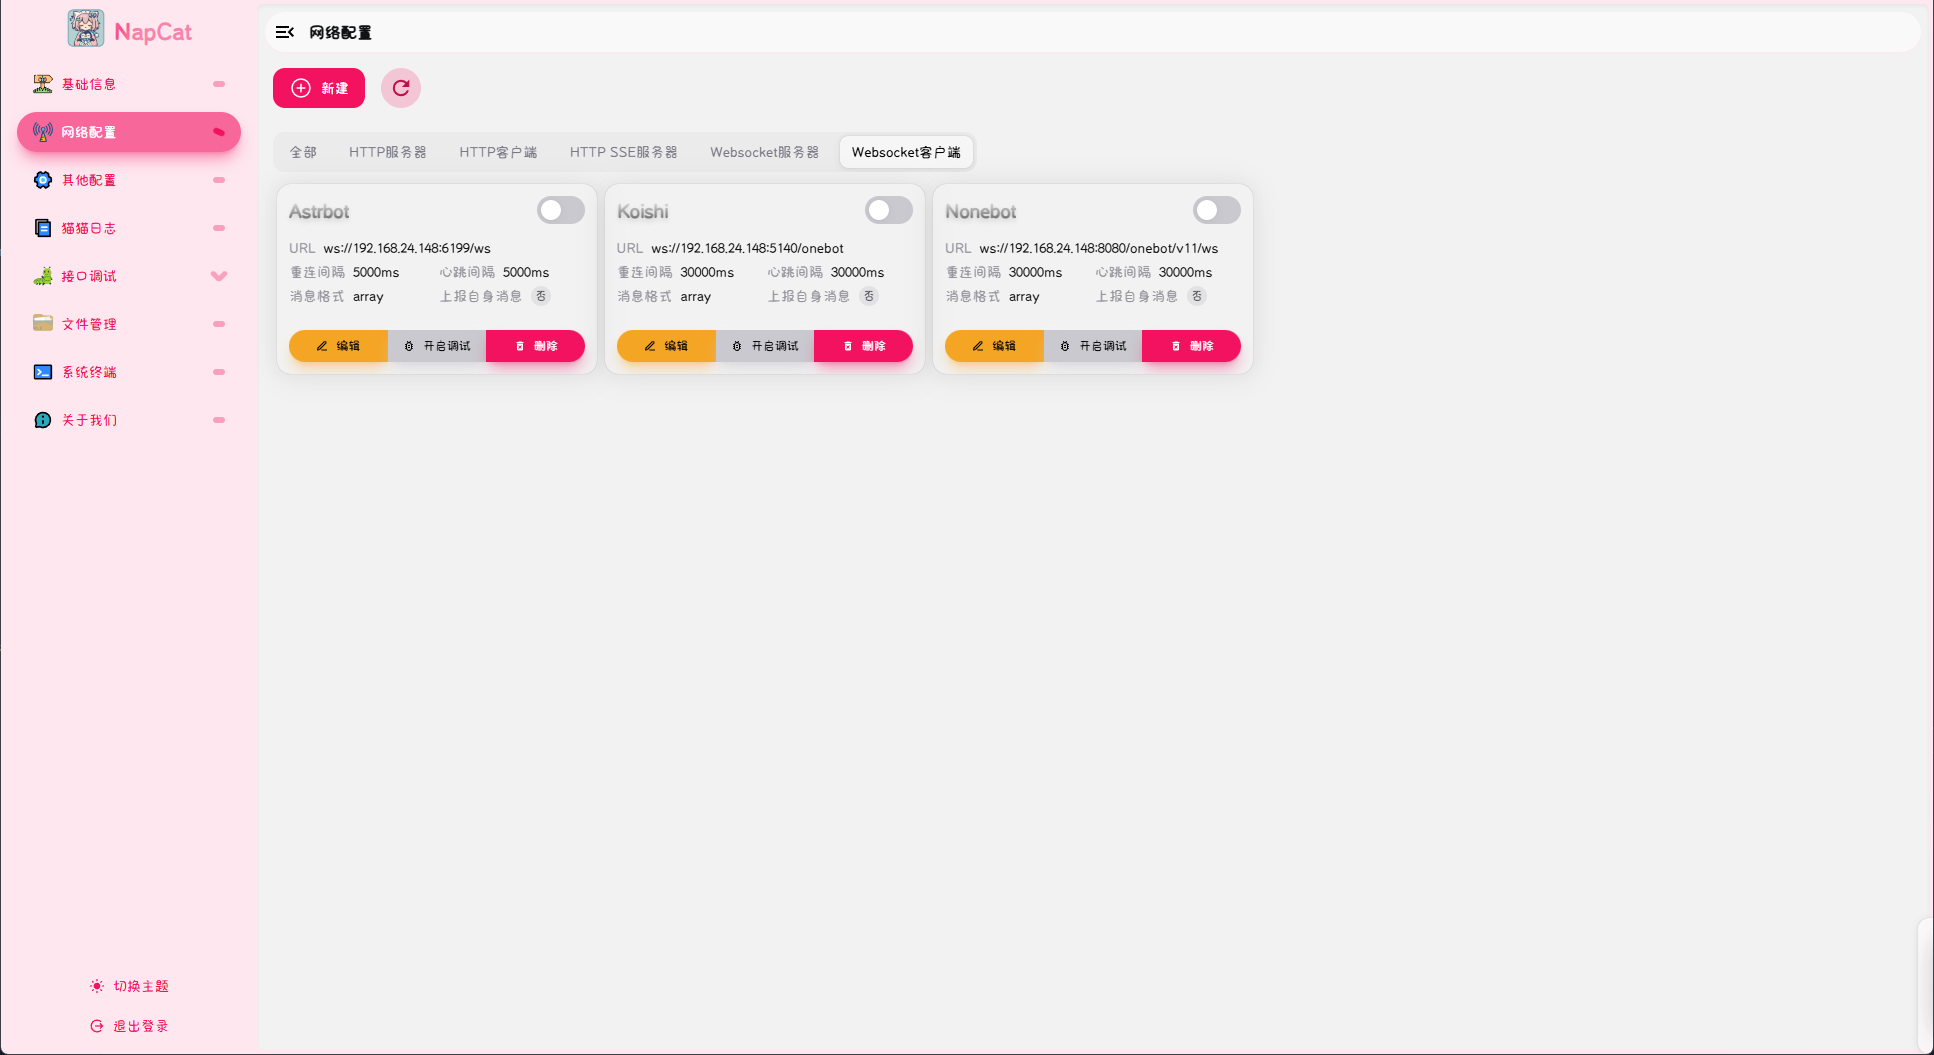 NapCat
基础信息
网络配置
其他配置
猫猫日志
接口调试
文件管理
系统终端
关于我们
切换主题
退出登录
网络配置
新建
全部 HTTP服务器 HTTP客户端 HTTP SSE服务器 Websocket服务器 Websocket客户端
Astrbot
URL ws://192.168.24.148:6199/ws
重连间隔 5000ms 心跳间隔 5000ms
消息格式 array 上报自身消息 否
编辑 开启调试 删除
Koishi
URL ws://192.168.24.148:5140/onebot
重连间隔 30000ms 心跳间隔 30000ms
消息格式 array 上报自身消息 否
编辑 开启调试 删除
Nonebot
URL ws://192.168.24.148:8080/onebot/v11/ws
重连间隔 30000ms 心跳间隔 30000ms
消息格式 array 上报自身消息 否
编辑 开启调试 删除